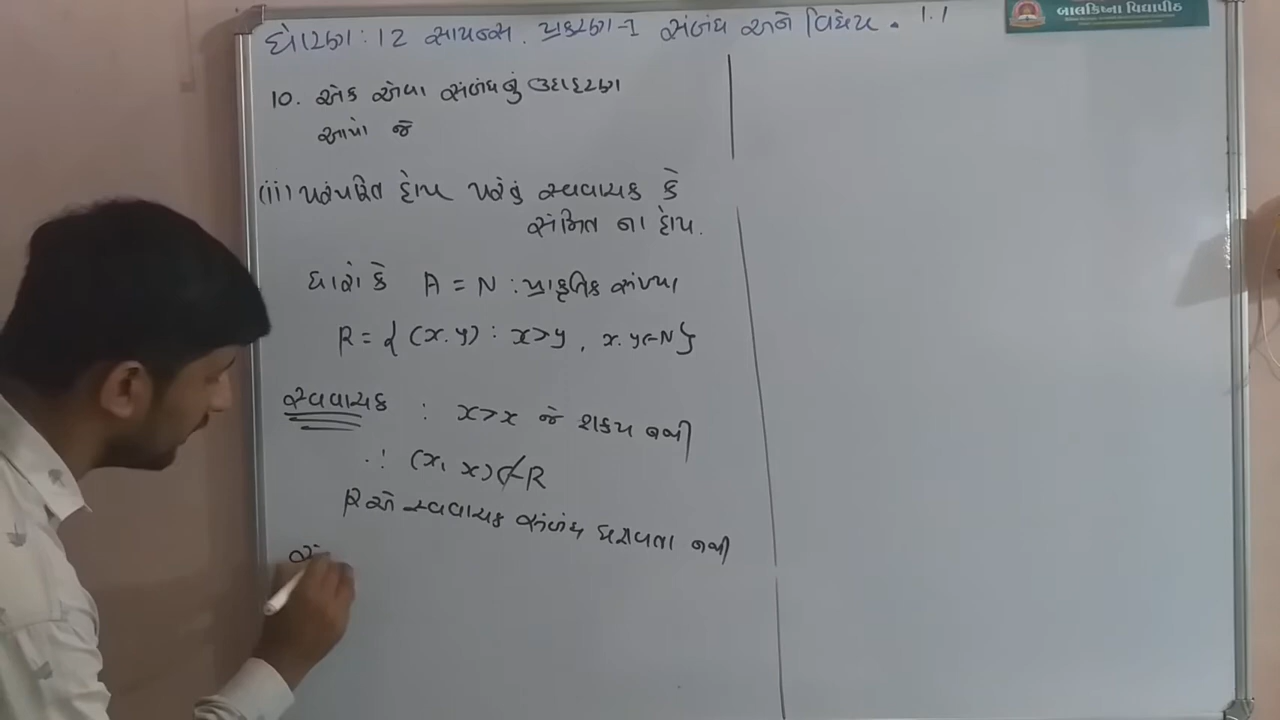 ધોરણ : 12 સાયન્સ. પ્રકરણ-1 સંબંધ અને વિધેય. 1.1
બાલક્રિષ્ના વિદ્યાપીઠ
10. એક એવા સંબંધનું ઉદાહરણ
આપો જે
(ii) પરંપરિત હોય પરંતુ સ્વવાચક કે
સંમિત ના હોય.
ધારો કે A = N : પ્રાકૃતિક સંખ્યા
R = { (x, y) : x > y , x, y ∈ N }
સ્વવાચક : x > x જે શક્ય નથી
∴ (x, x) ∉ R
R એ સ્વવાચક સંબંધ ધરાવતા નથી
સં